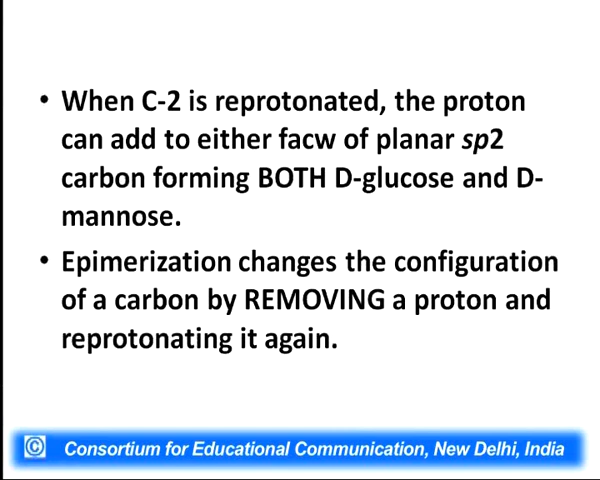 • When C-2 is reprotonated, the proton
can add to either facw of planar sp2
carbon forming BOTH D-glucose and D-
mannose.
• Epimerization changes the configuration
of a carbon by REMOVING a proton and
reprotonating it again.
© Consortium for Educational Communication, New Delhi, India